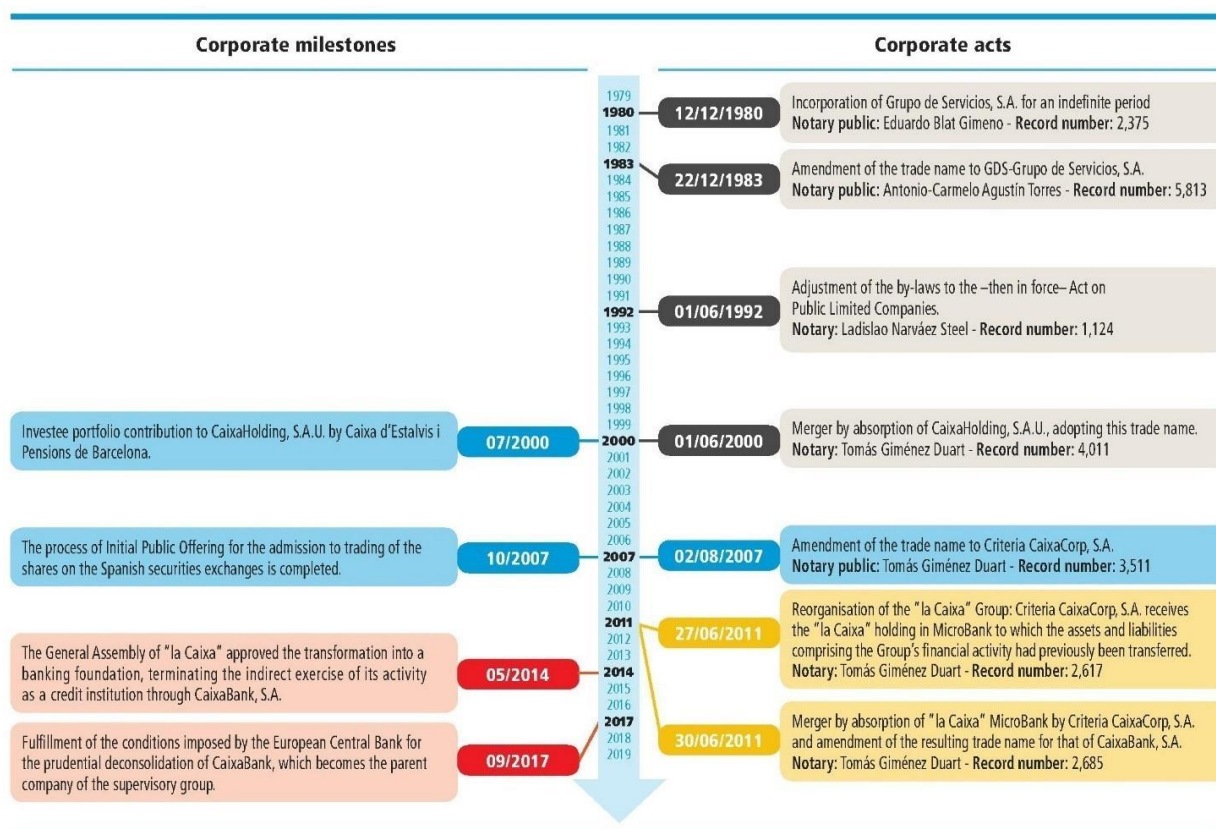 Corporate milestones
Corporate acts
1979
1980
1981
1982
1983
1984
1985
1986
1987
1988
1989
1990
1991
1992
1993
1994
1995
1996
1997
1998
1999
2000
2001
2002
2003
2004
2005
2006
2007
2008
2009
2010
2011
2012
2013
2014
2015
2016
2017
2018
2019
Investee portfolio contribution to CaixaHolding, S.A.U. by Caixa d'Estalvis i
Pensions de Barcelona.
07/2000
The process of Initial Public Offering for the admission to trading of the
shares on the Spanish securities exchanges is completed.
10/2007
The General Assembly of "la Caixa" approved the transformation into a
banking foundation, terminating the indirect exercise of its activity
as a credit institution through CaixaBank, S.A.
05/2014
Fulfillment of the conditions imposed by the European Central Bank for
the prudential deconsolidation of CaixaBank, which becomes the parent
company of the supervisory group.
09/2017
12/12/1980
Incorporation of Grupo de Servicios, S.A. for an indefinite period
Notary public: Eduardo Blat Gimeno - Record number: 2,375
22/12/1983
Amendment of the trade name to GDS-Grupo de Servicios, S.A.
Notary public: Antonio-Carmelo Agustín Torres - Record number: 5,813
01/06/1992
Adjustment of the by-laws to the –then in force– Act on
Public Limited Companies.
Notary: Ladislao Narváez Steel - Record number: 1,124
01/06/2000
Merger by absorption of CaixaHolding, S.A.U., adopting this trade name.
Notary: Tomás Giménez Duart - Record number: 4,011
02/08/2007
Amendment of the trade name to Criteria CaixaCorp, S.A.
Notary public: Tomás Giménez Duart - Record number: 3,511
27/06/2011
Reorganisation of the "la Caixa" Group: Criteria CaixaCorp, S.A. receives
the "la Caixa" holding in MicroBank to which the assets and liabilities
comprising the Group's financial activity had previously been transferred.
Notary: Tomás Giménez Duart - Record number: 2,617
30/06/2011
Merger by absorption of "la Caixa" MicroBank by Criteria CaixaCorp, S.A.
and amendment of the resulting trade name for that of CaixaBank, S.A.
Notary: Tomás Giménez Duart - Record number: 2,685